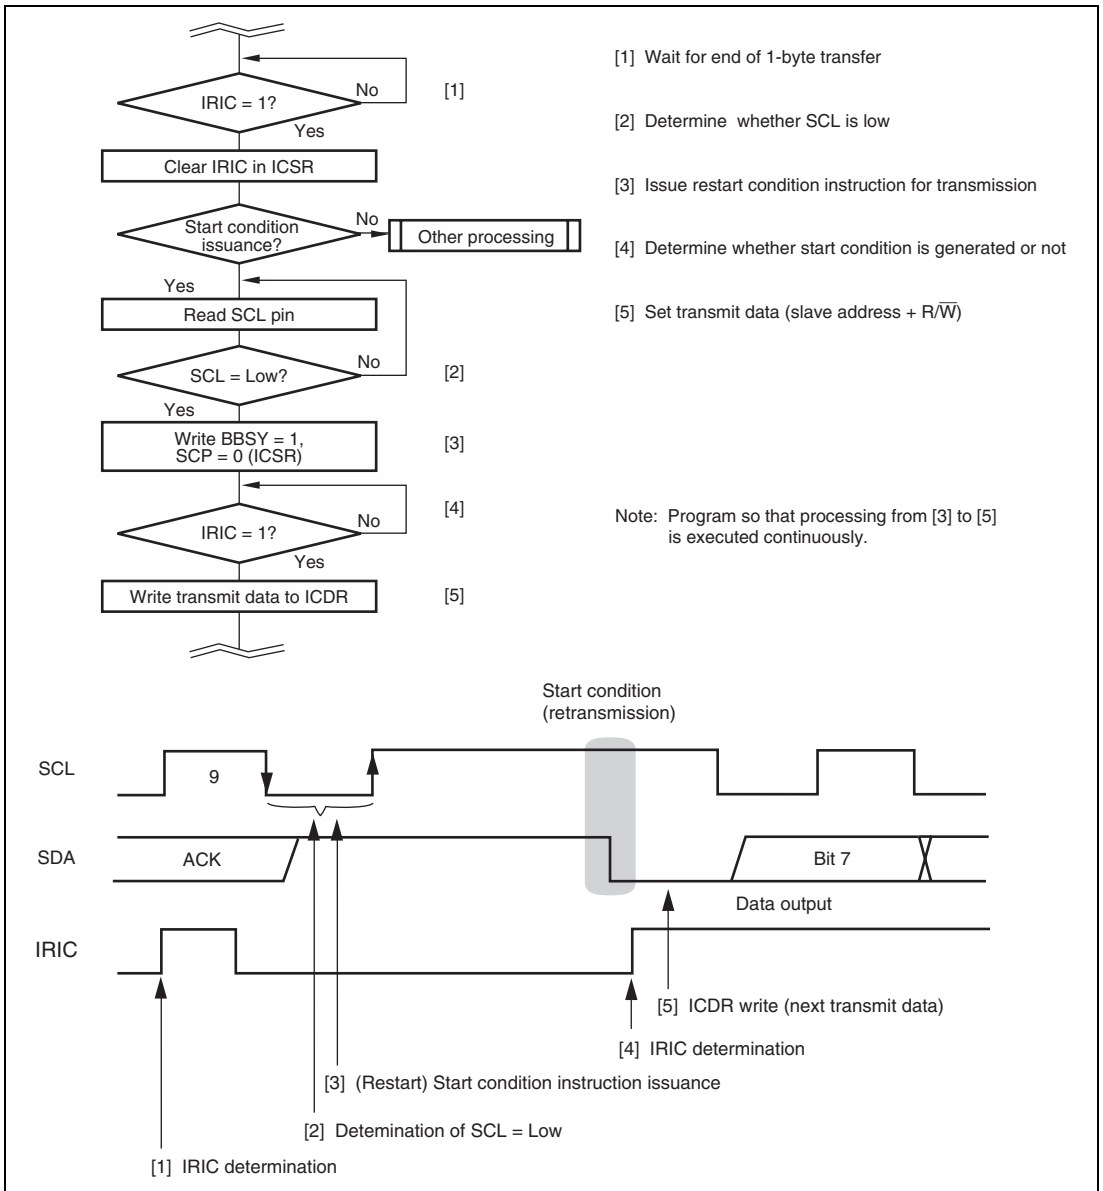 IRIC = 1?
No
Yes
[1]
Clear IRIC in ICSR
Start condition
issuance?
No
Other processing
Yes
Read SCL pin
SCL = Low?
No
[2]
Yes
Write BBSY = 1,
SCP = 0 (ICSR)
[3]
IRIC = 1?
No
[4]
Yes
Write transmit data to ICDR
[5]
[1] Wait for end of 1-byte transfer
[2] Determine whether SCL is low
[3] Issue restart condition instruction for transmission
[4] Determine whether start condition is generated or not
[5] Set transmit data (slave address + R/W̅)
Note: Program so that processing from [3] to [5]
is executed continuously.
Start condition
(retransmission)
SCL
9
SDA
ACK
Bit 7
Data output
IRIC
[5] ICDR write (next transmit data)
[4] IRIC determination
[3] (Restart) Start condition instruction issuance
[2] Detemination of SCL = Low
[1] IRIC determination